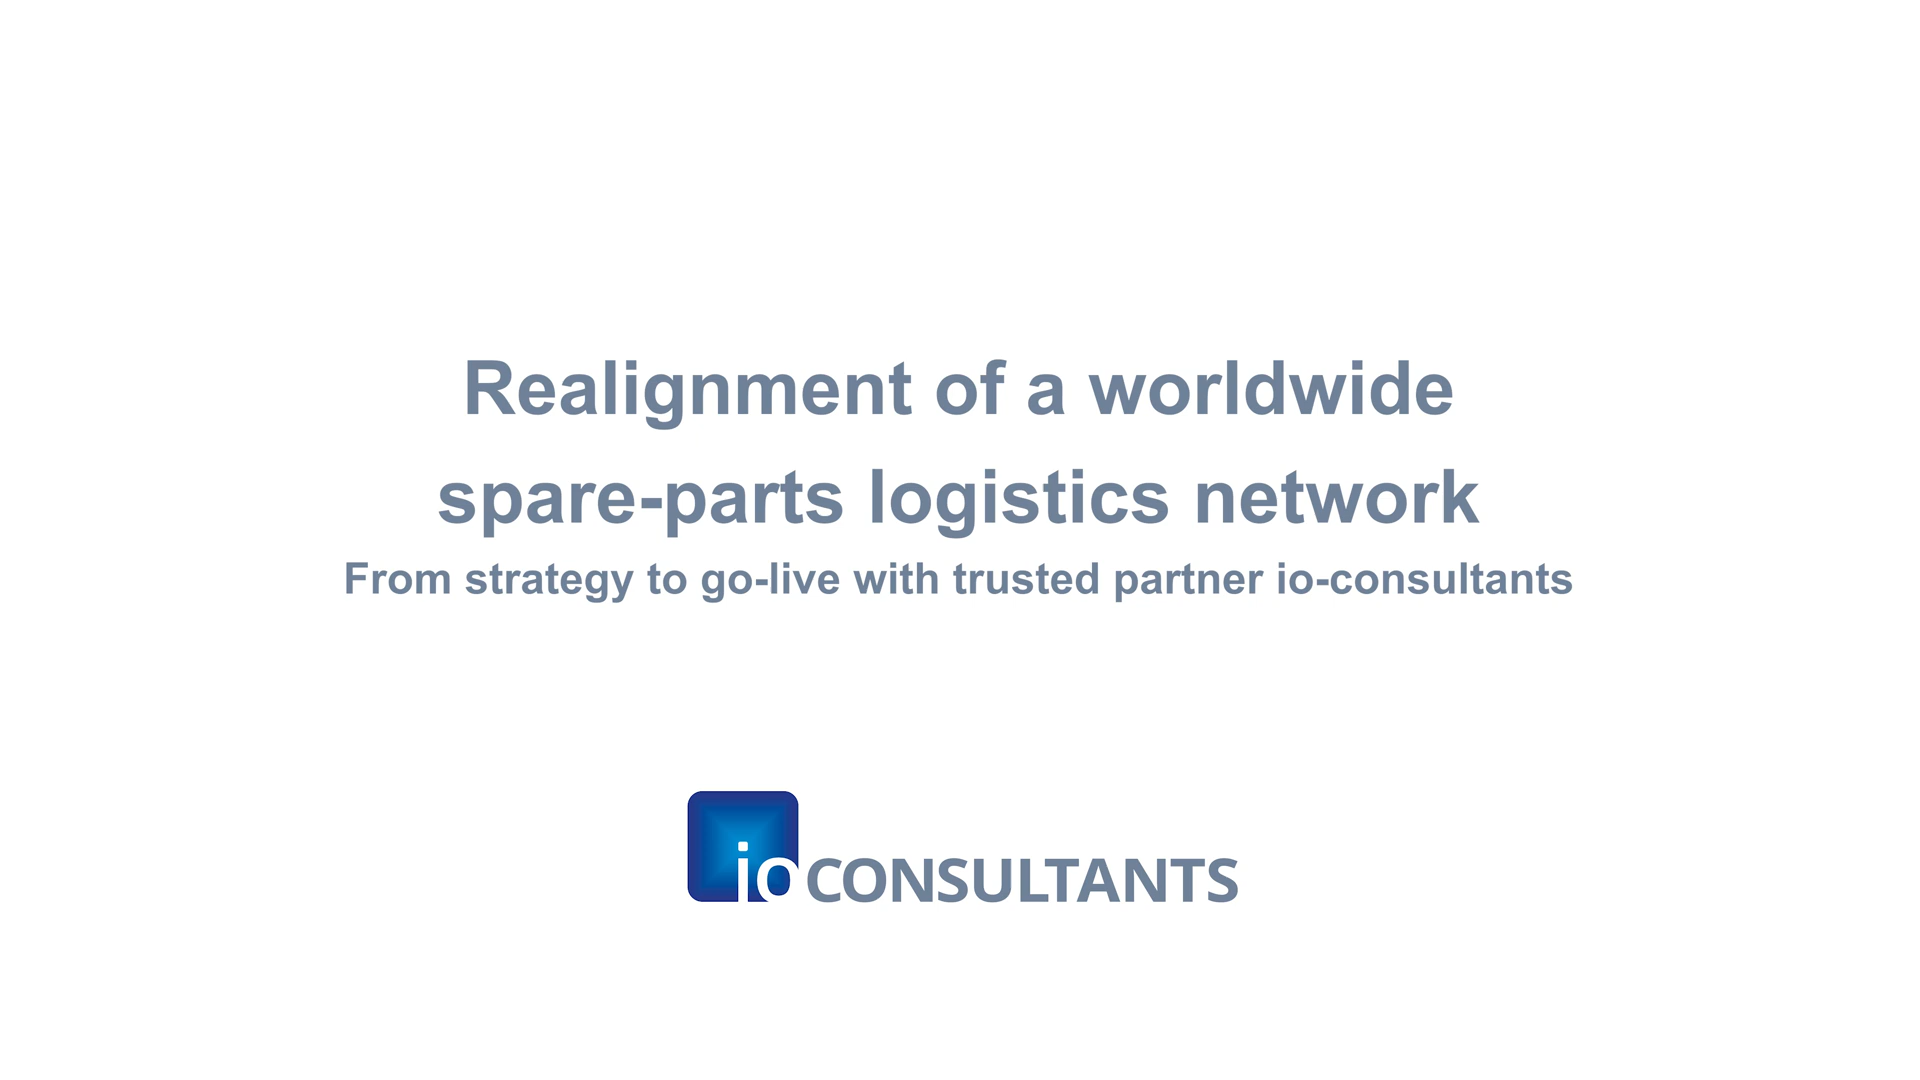 Realignment of a worldwide
spare-parts logistics network
From strategy to go-live with trusted partner io-consultants
io CONSULTANTS